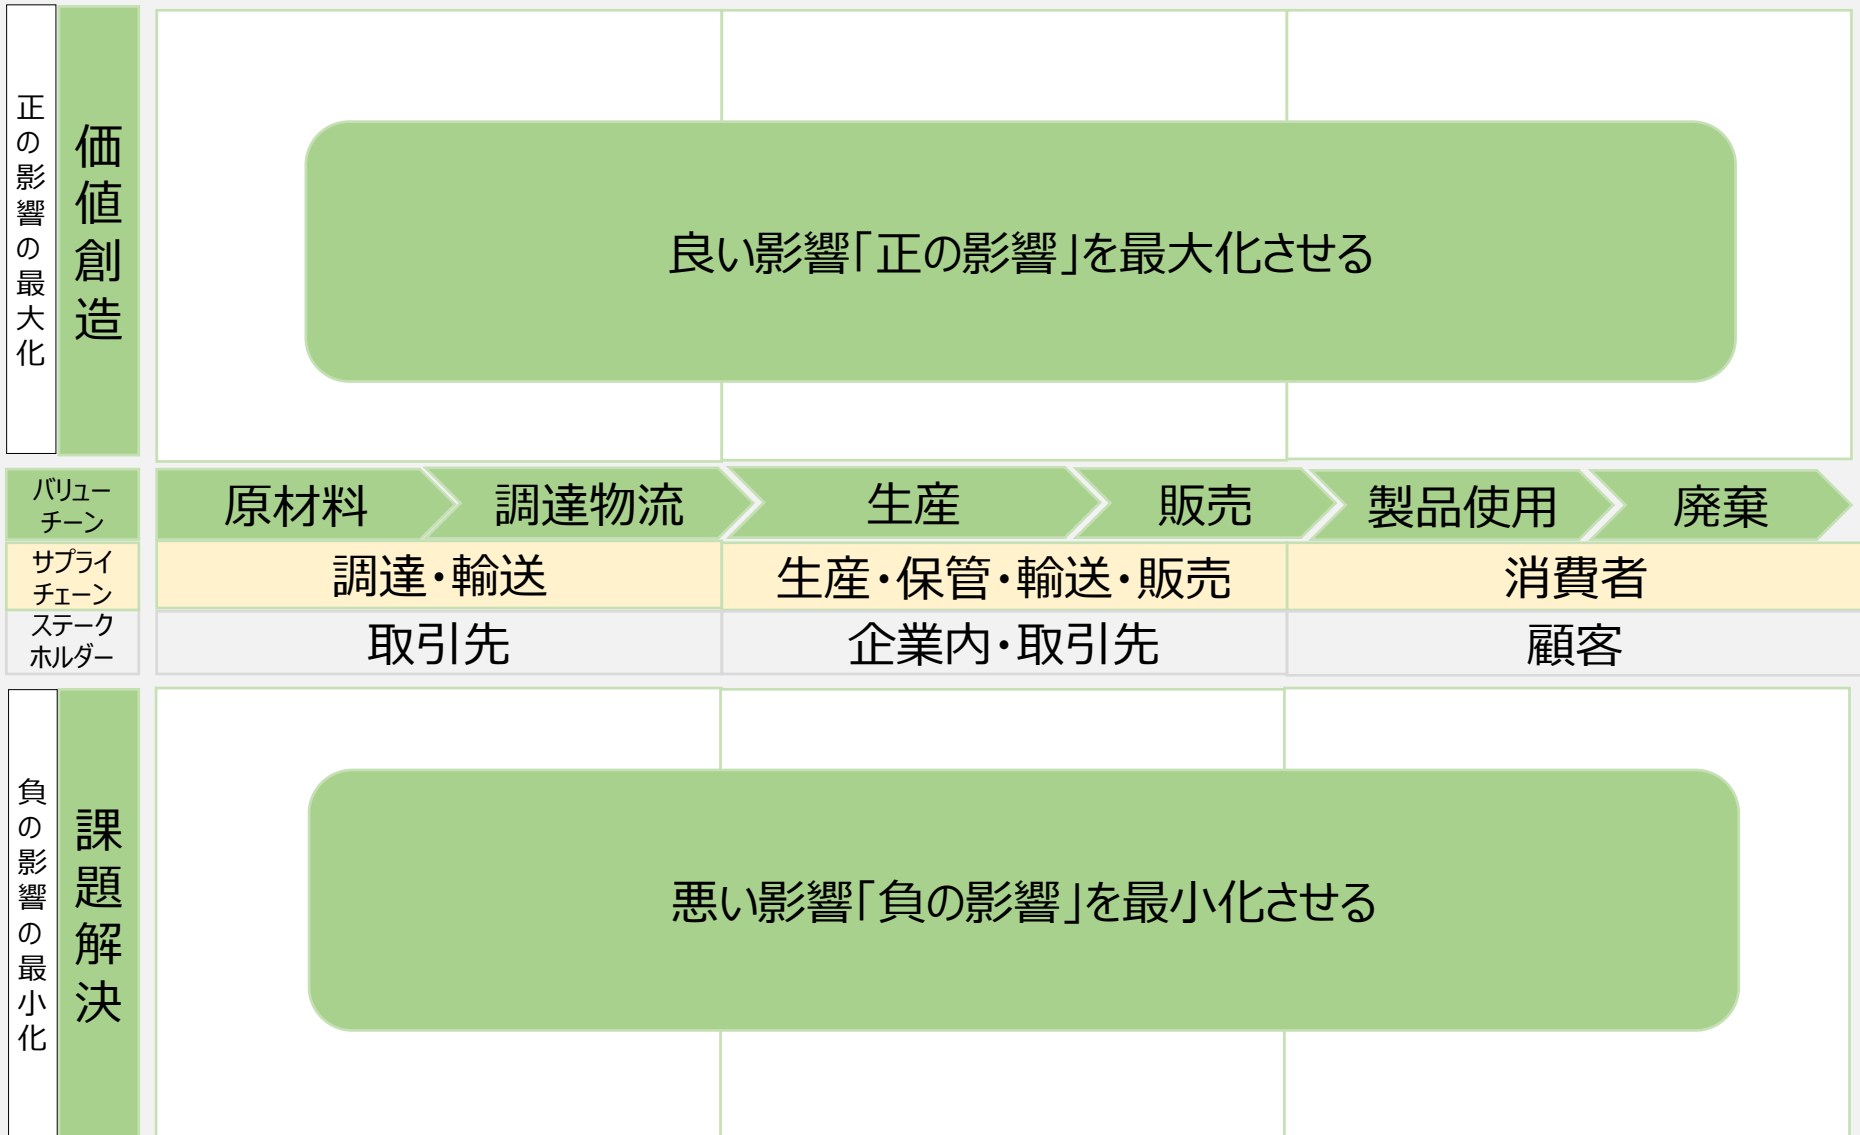 正の影響の最大化
価値創造
良い影響「正の影響」を最大化させる
バリュー
チーン
原材料
調達物流
生産
販売
製品使用
廃棄
サプライ
チェーン
調達・輸送
生産・保管・輸送・販売
消費者
ステーク
ホルダー
取引先
企業内・取引先
顧客
負の影響の最小化
課題解決
悪い影響「負の影響」を最小化させる